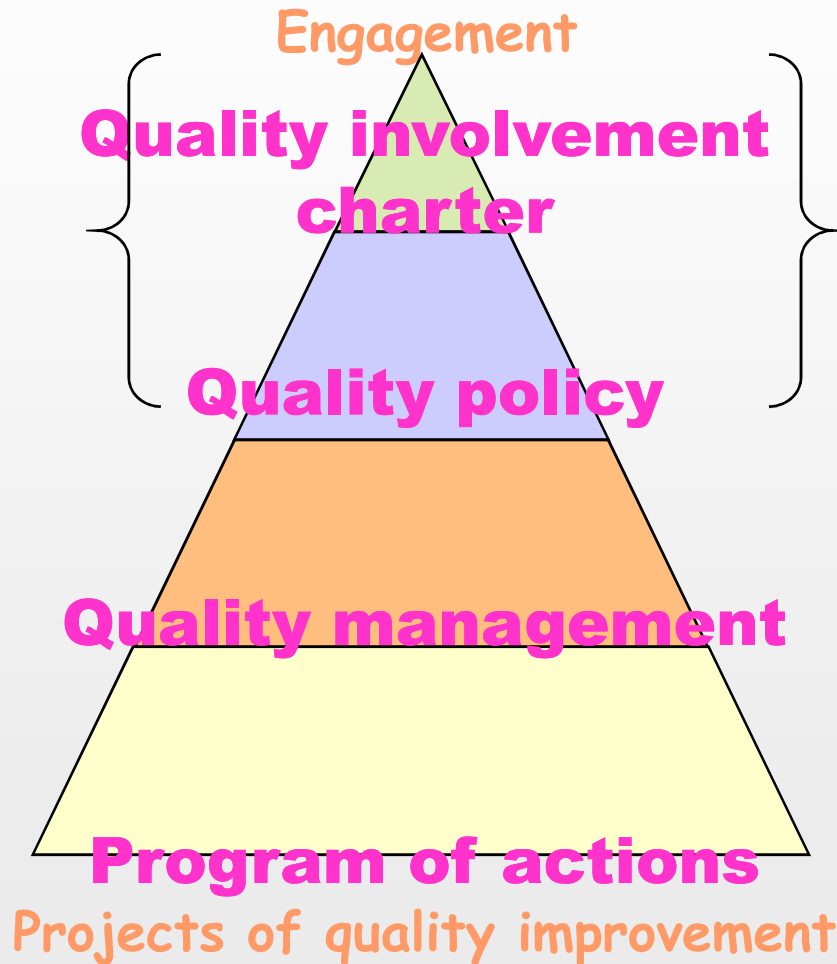 Engagement
Quality involvement
charter
Quality policy
Quality management
Program of actions
Projects of quality improvement